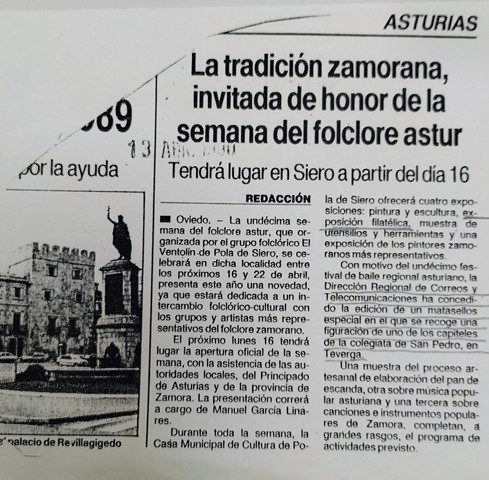 ASTURIAS
La tradición zamorana,
invitada de honor de la
semana del folclore astur
Tendrá lugar en Siero a partir del día 16
por la ayuda
palacio de Revillagigedo
REDACCIÓN
Oviedo. – La undécima se-
mana del folclore astur, que or-
ganizada por el grupo folclórico El
Ventolín de Pola de Siero, se ce-
lebrará en dicha localidad entre
los próximos 16 y 22 de abril,
presenta este año una novedad,
ya que estará dedicada a un in-
tercambio folclórico-cultural con
los grupos y artistas más repre-
sentativos del folclore zamorano.
El próximo lunes 16 tendrá
lugar la apertura oficial de la se-
mana, con la asistencia de las au-
toridades locales, del Principado
de Asturias y de la provincia de
Zamora. La presentación correrá
a cargo de Manuel García Lina-
res.
Durante toda la semana, la
Casa Municipal de Cultura de Po-
la de Siero ofrecerá cuatro expo-
siciones: pintura y escultura, ex-
posición filatélica, muestra de
utensilios y herramientas y una
exposición de los pintores zamora-
nos más representativos.
Con motivo del undécimo fes-
tival de baile regional asturiano, la
Dirección Regional de Correos y
Telecomunicaciones ha concedi-
do la edición de un matasellos
especial en el que se recoge una
figuración de uno de los capiteles
de la colegiata de San Pedro, en
Teverga.
Una muestra del proceso ar-
tesanal de elaboración del pan de
escanda, otra sobre música popu-
lar asturiana y una tercera sobre
canciones e instrumentos popula-
res de Zamora, completan, a
grandes rasgos, el programa de
actividades previsto.